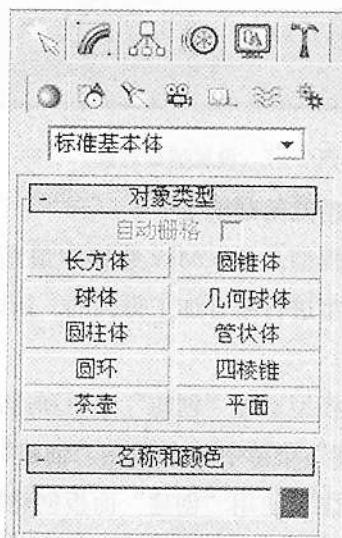 标准基本体
- 对象类型
自动栅格
长方体 圆锥体
球体 几何球体
圆柱体 管状体
圆环 四棱锥
茶壶 平面
- 名称和颜色